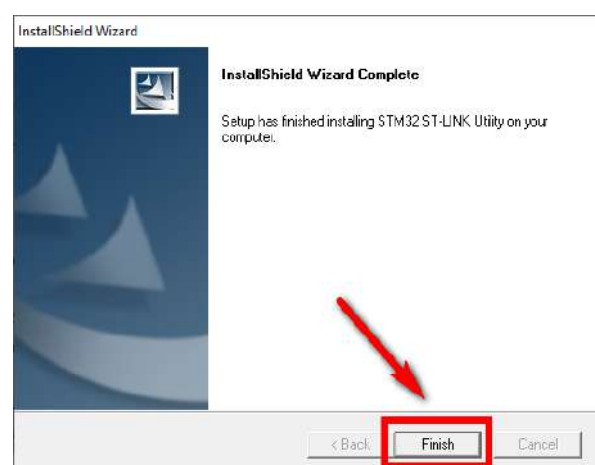 InstallShield Wizard
InstallShield Wizard Complete
Setup has finished installing STM32 ST-LINK Utility on your
computer.
< Back
Finish
Cancel